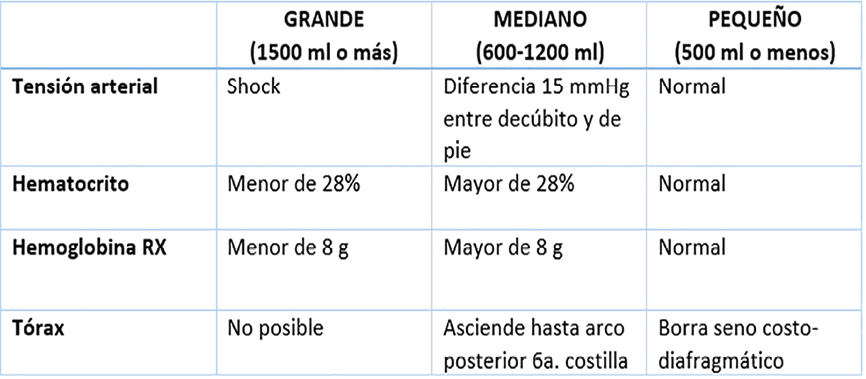 GRANDE
(1500 ml o más)
MEDIANO
(600-1200 ml)
PEQUEÑO
(500 ml o menos)
Tensión arterial
Shock
Diferencia 15 mmHg
entre decúbito y de
pie
Normal
Hematocrito
Menor de 28%
Mayor de 28%
Normal
Hemoglobina RX
Menor de 8 g
Mayor de 8 g
Normal
Tórax
No posible
Asciende hasta arco
posterior 6a. costilla
Borra seno costo-
diafragmático